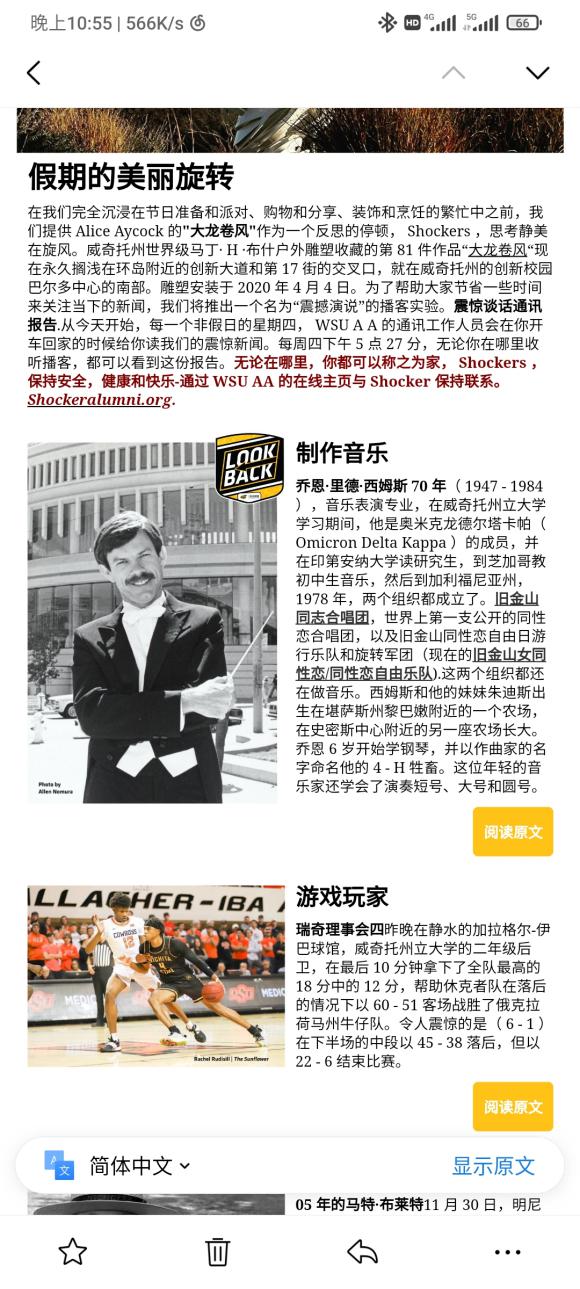 晚上10:55 | 566K/s
HD 4G 5G 66
假期的美丽旋转
在我们完全沉浸在节日准备和派对、购物和分享、装饰和烹饪的繁忙中之前，我
们提供 Alice Aycock 的"大龙卷风"作为一个反思的停顿， Shockers ，思考静美
在旋风。威奇托州世界级马丁· H ·布什户外雕塑收藏的第 81 件作品“大龙卷风“现
在永久搁浅在环岛附近的创新大道和第 17 街的交叉口，就在威奇托州的创新校园
巴尔多中心的南部。雕塑安装于 2020 年 4 月 4 日。为了帮助大家节省一些时间
来关注当下的新闻，我们将推出一个名为“震撼演说”的播客实验。震惊谈话通讯
报告.从今天开始，每一个非假日的星期四， WSU A A 的通讯工作人员会在你开
车回家的时候给你读我们的震惊新闻。每周四下午 5 点 27 分，无论你在哪里收
听播客，都可以看到这份报告。无论在哪里，你都可以称之为家， Shockers ，
保持安全，健康和快乐-通过 WSU AA 的在线主页与 Shocker 保持联系。
Shockeralumni.org.
LOOK
BACK
Photo by
Allen Nomura
制作音乐
乔恩·里德·西姆斯 70 年（ 1947 - 1984
），音乐表演专业，在威奇托州立大学
学习期间，他是奥米克龙德尔塔卡帕（
Omicron Delta Kappa ）的成员，并
在印第安纳大学读研究生，到芝加哥教
初中生音乐，然后到加利福尼亚州，
1978 年，两个组织都成立了。旧金山
同志合唱团，世界上第一支公开的同性
恋合唱团，以及旧金山同性恋自由日游
行乐队和旋转军团（现在的旧金山女同
性恋/同性恋自由乐队).这两个组织都还
在做音乐。西姆斯和他的妹妹朱迪斯出
生在堪萨斯州黎巴嫩附近的一个农场，
在史密斯中心附近的另一座农场长大。
乔恩 6 岁开始学钢琴，并以作曲家的名
字命名他的 4 - H 牲畜。这位年轻的音
乐家还学会了演奏短号、大号和圆号。
阅读原文
ALLAGHER-IBA A
COWBOYS
12
WICHITA
MEDIC
MEDIC
Rachel Rudisill | The Sunflower
游戏玩家
瑞奇理事会四昨晚在静水的加拉格尔-伊
巴球馆，威奇托州立大学的二年级后
卫，在最后 10 分钟拿下了全队最高的
18 分中的 12 分，帮助休克者队在落后
的情况下以 60 - 51 客场战胜了俄克拉
荷马州牛仔队。令人震惊的是（ 6 - 1 ）
在下半场的中段以 45 - 38 落后，但以
22 - 6 结束比赛。
阅读原文
简体中文
显示原文
05 年的马特·布莱特11 月 30 日，明尼